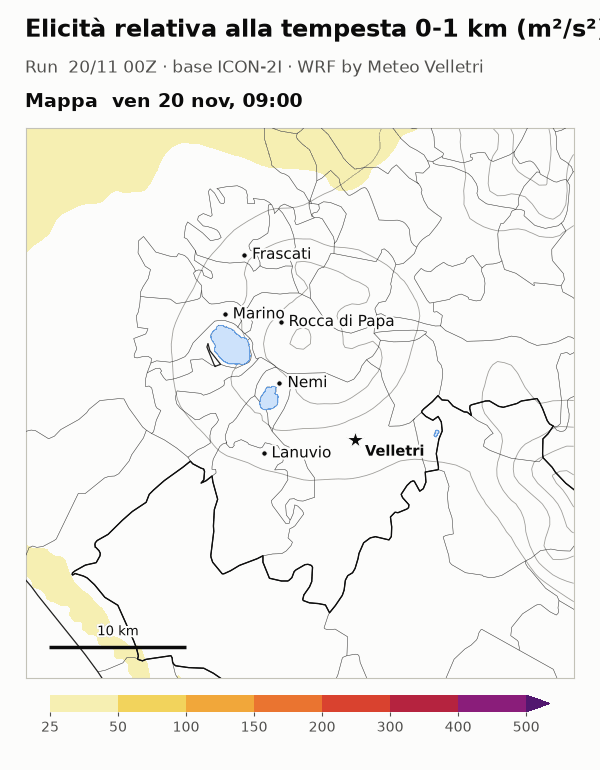 Elicità relativa alla tempesta 0-1 km (m²/s²)
Run 20/11 00Z · base ICON-2I · WRF by Meteo Velletri
Mappa ven 20 nov, 09:00
Frascati
Marino
Rocca di Papa
Nemi
Velletri
Lanuvio
10 km
25 50 100 150 200 300 400 500